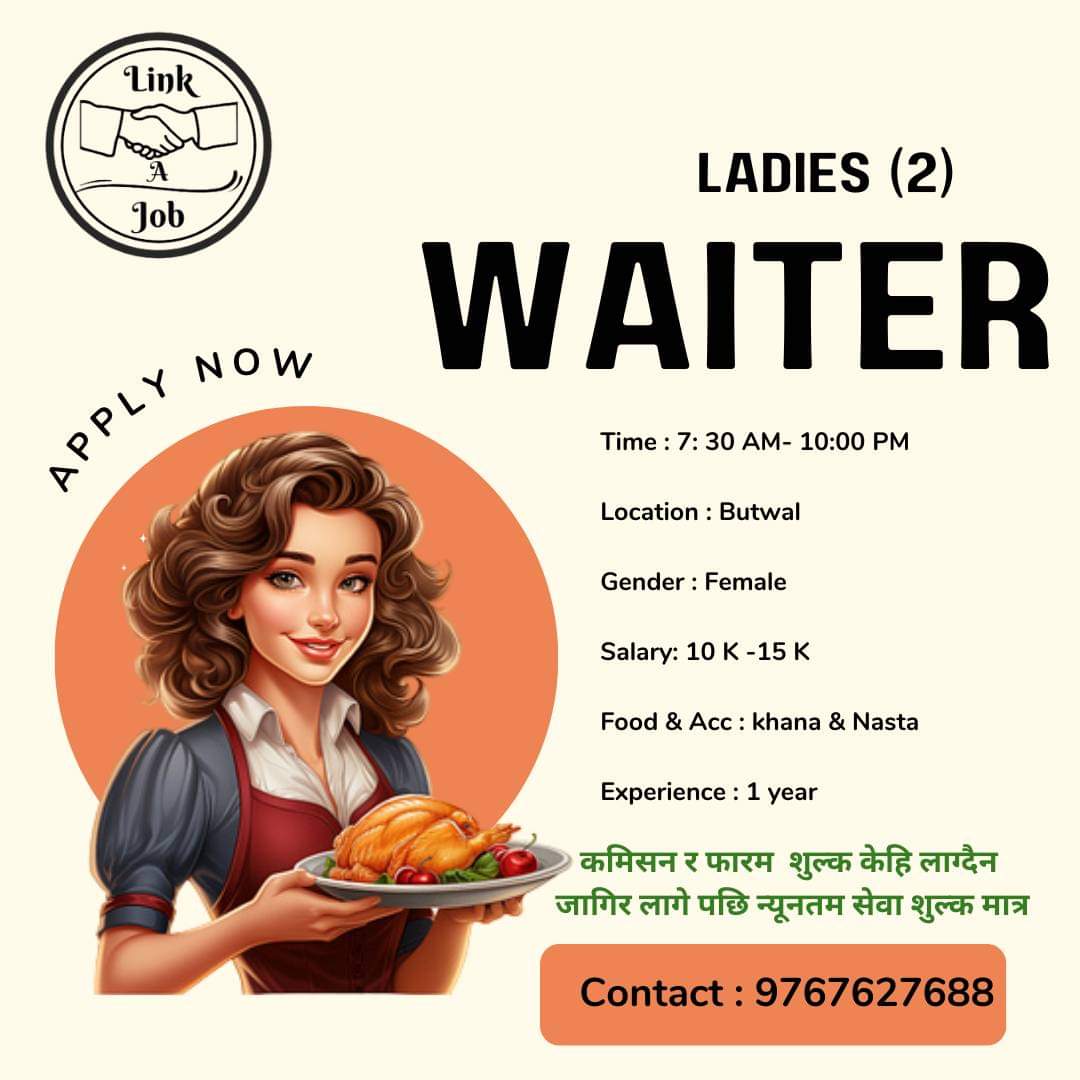 Link
A
Job
LADIES (2)
WAITER
APPLY NOW
Time : 7: 30 AM- 10:00 PM
Location : Butwal
Gender : Female
Salary: 10 K -15 K
Food & Acc : khana & Nasta
Experience : 1 year
कमिसन र फारम शुल्क केहि लाग्दैन
जागिर लागे पछि न्यूनतम सेवा शुल्क मात्र
Contact : 9767627688